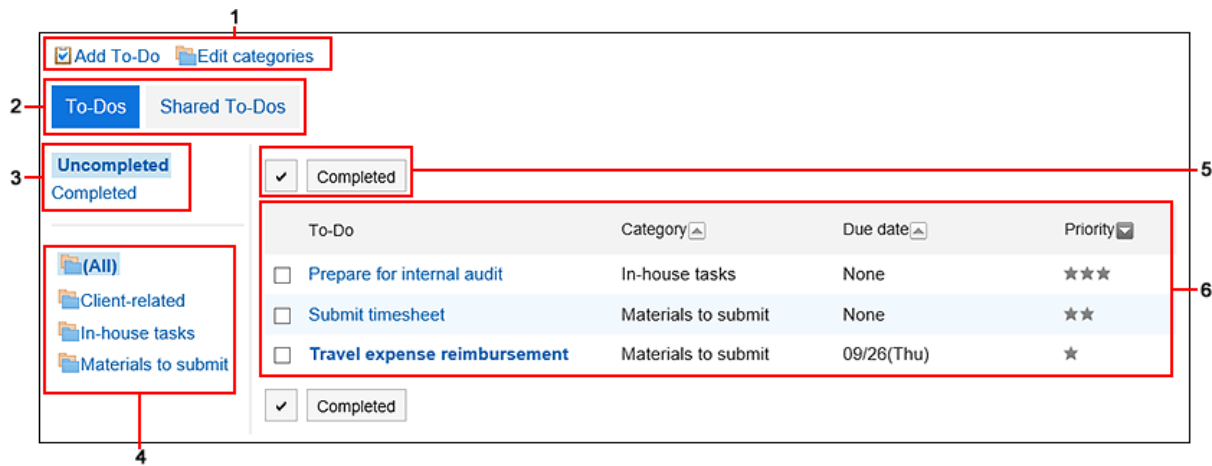 1
Add To-Do Edit categories
2
To-Dos Shared To-Dos
3
Uncompleted
Completed
5
Completed
To-Do Category Due date Priority
(All)
Client-related
In-house tasks
Materials to submit
4
Prepare for internal audit In-house tasks None ★★★
Submit timesheet Materials to submit None ★★
Travel expense reimbursement Materials to submit 09/26(Thu) ★
6
Completed